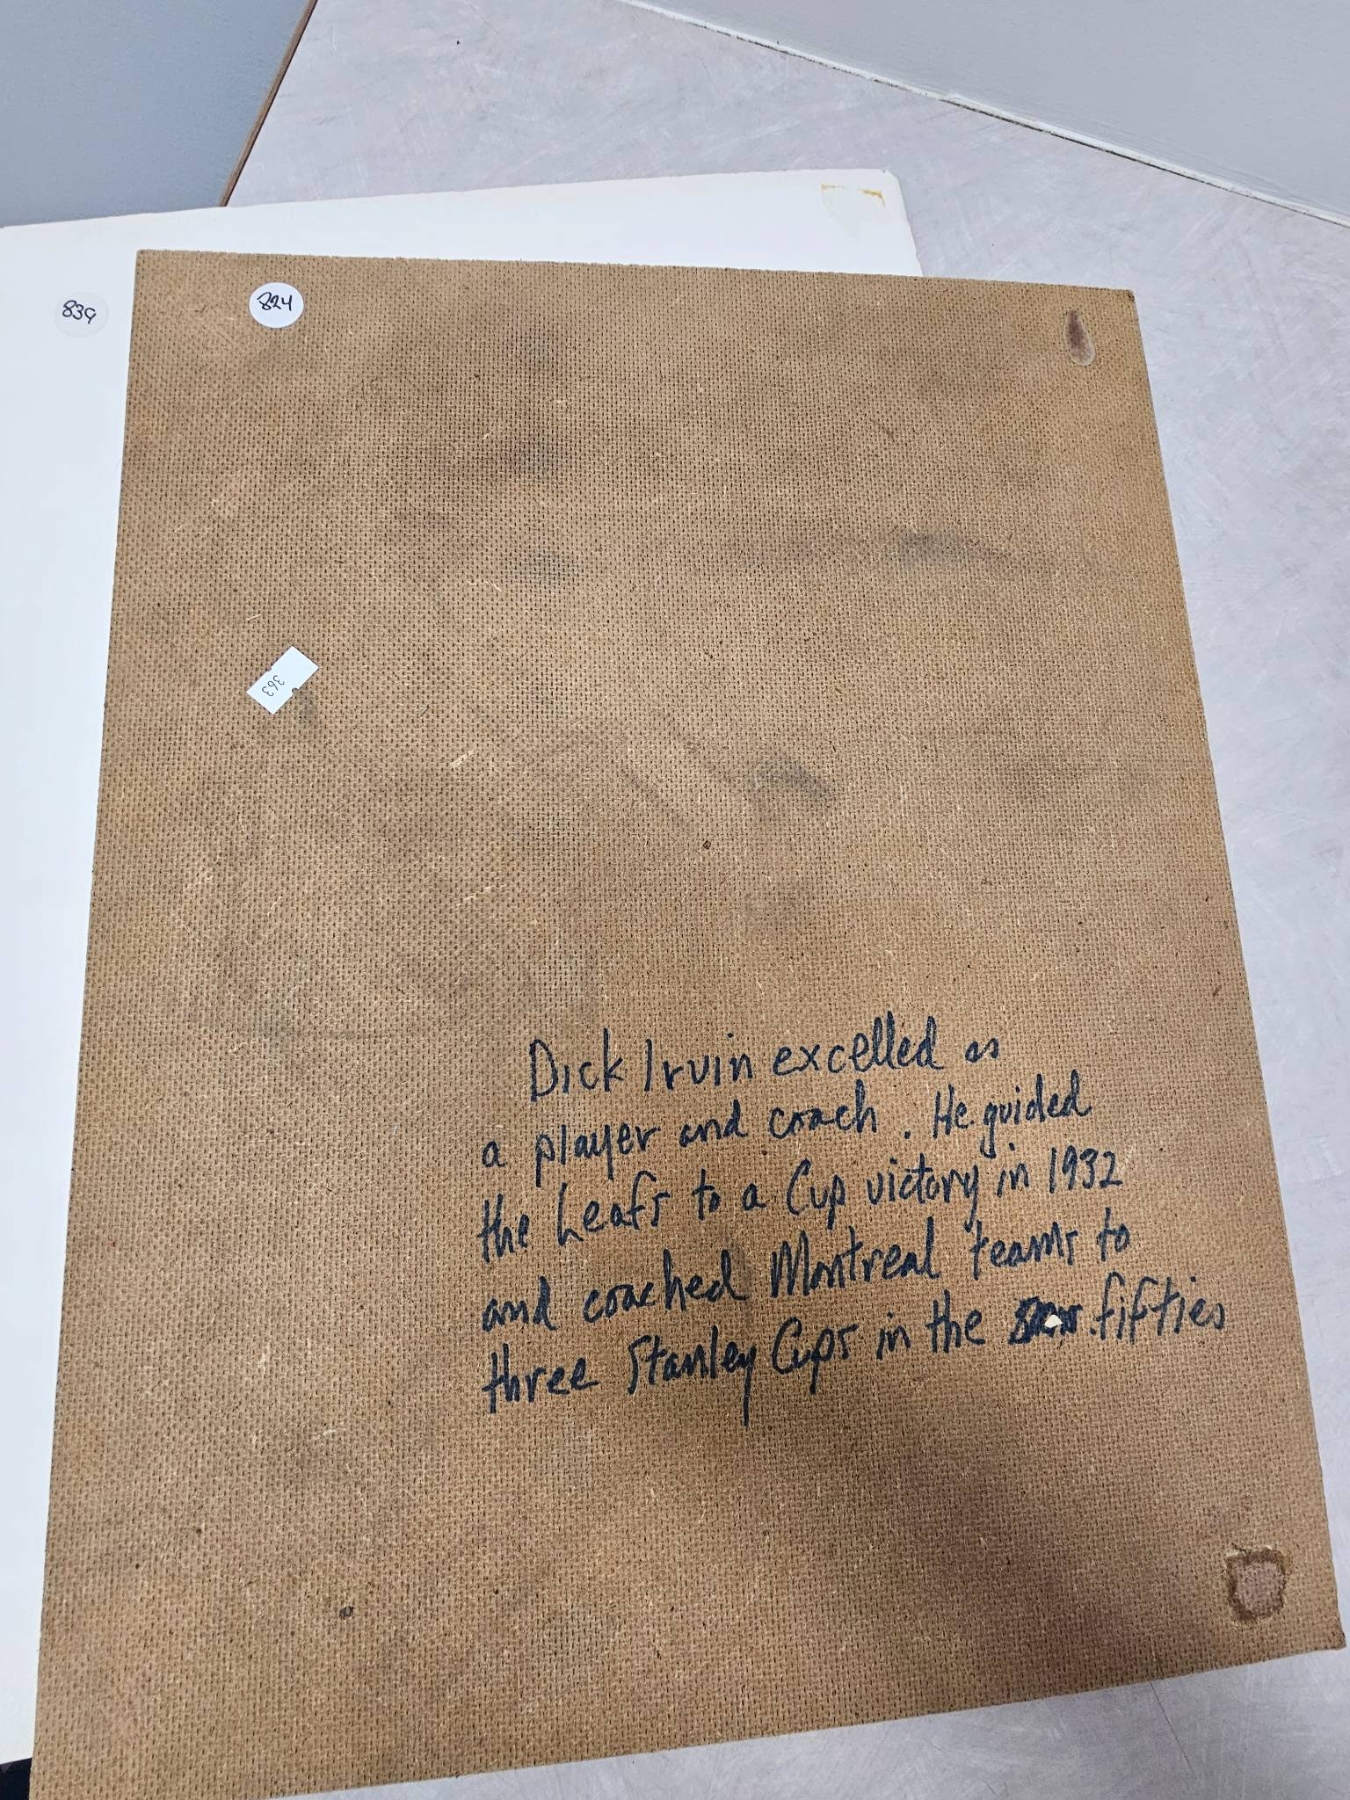 839
824
363
Dick Irvin excelled as
a player and coach. He guided
the Leafs to a Cup victory in 1932
and coached Montreal teams to
three Stanley Cups in the fifties